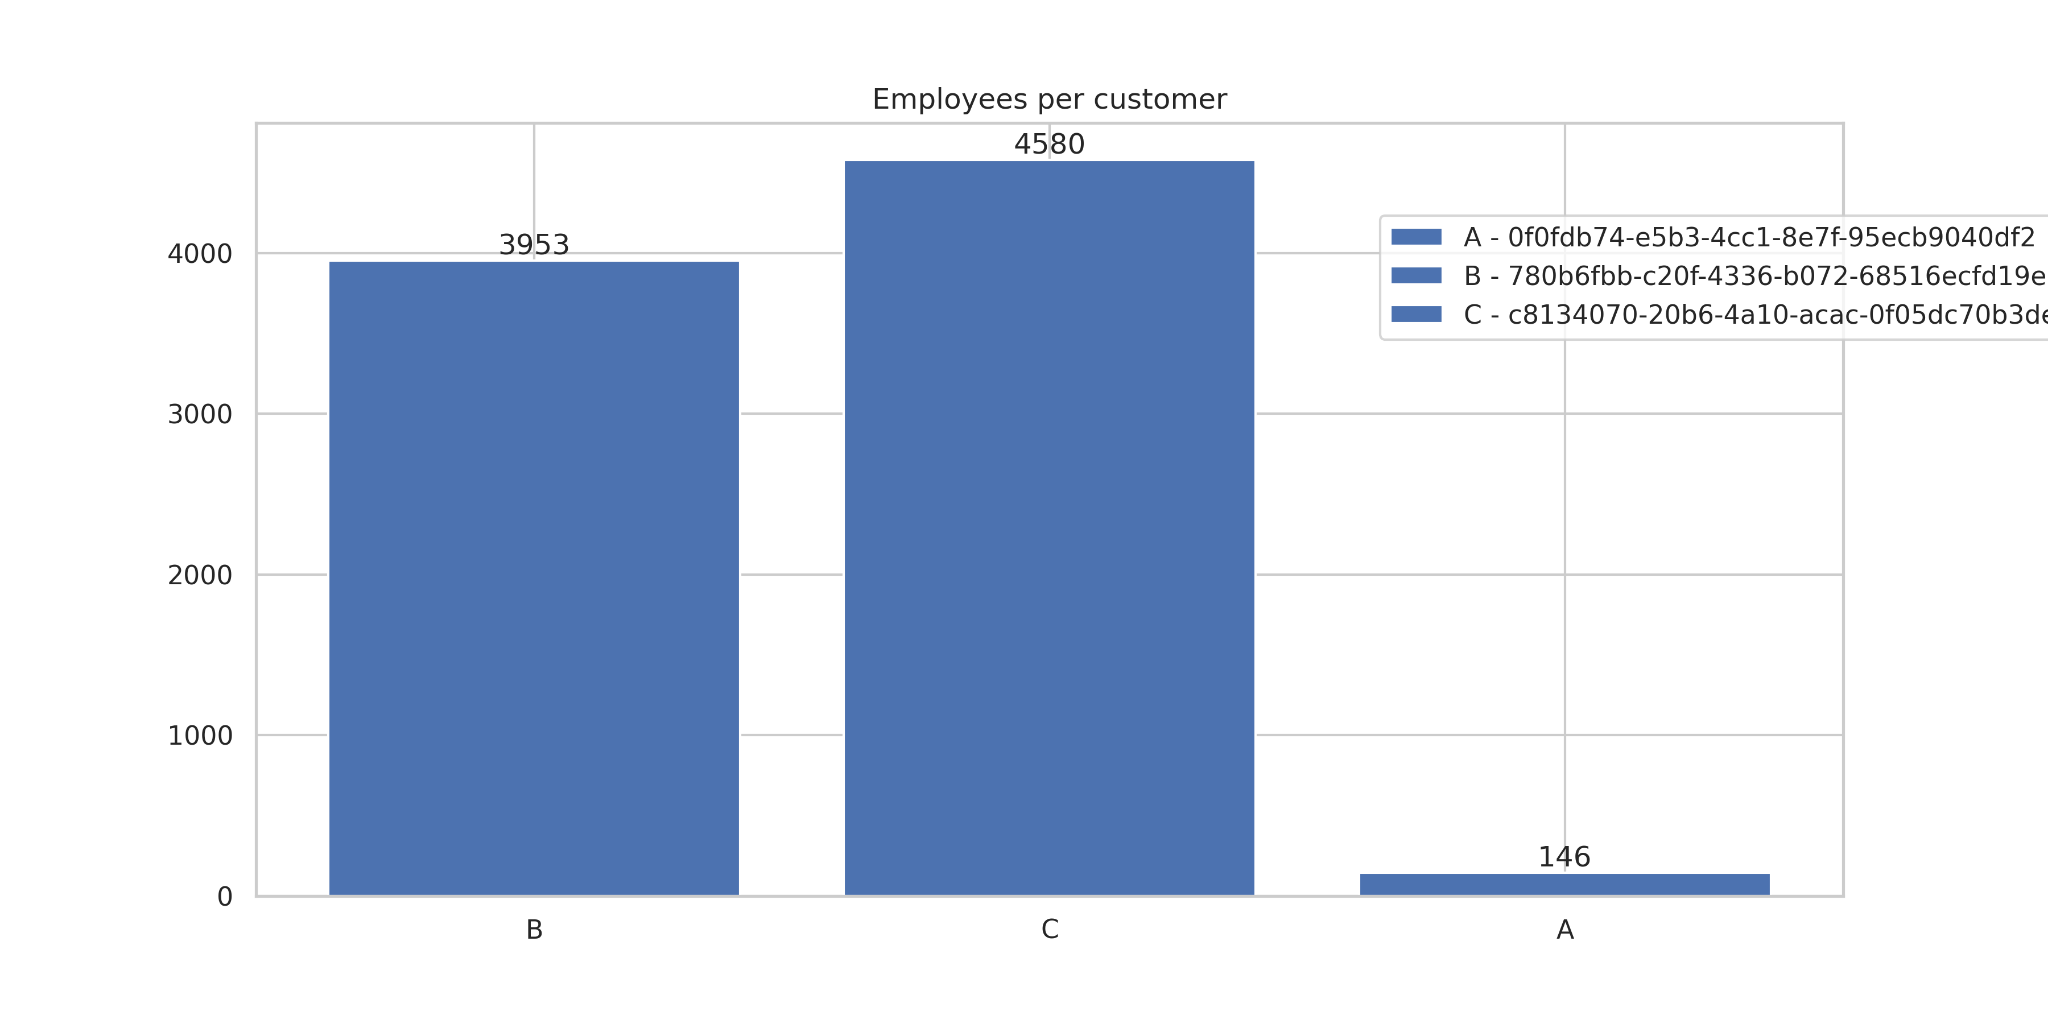 Employees per customer
4580
3953
146
4000
3000
2000
1000
0
A - 0f0fdb74-e5b3-4cc1-8e7f-95ecb9040df2
B - 780b6fbb-c20f-4336-b072-68516ecfd19e
C - c8134070-20b6-4a10-acac-0f05dc70b3de
B
C
A